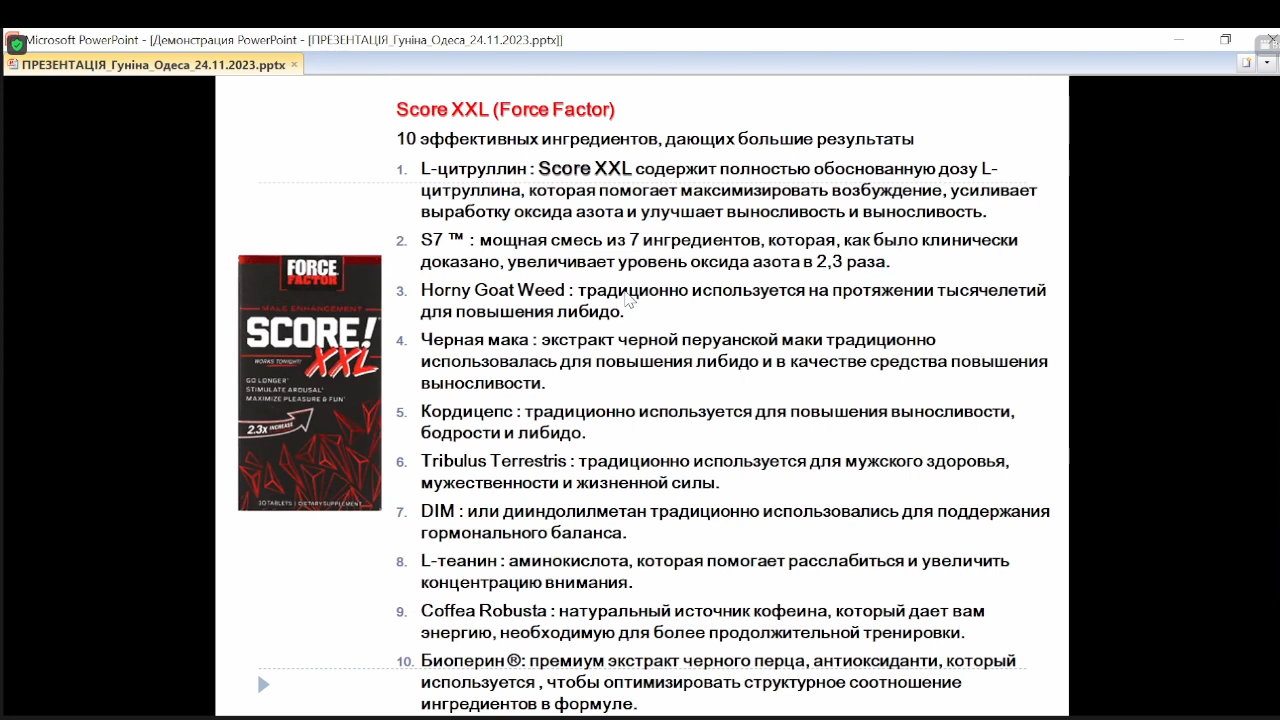 Microsoft PowerPoint - [Демонстрация PowerPoint - [ПРЕЗЕНТАЦІЯ_Гуніна_Одеса_24.11.2023.pptx]]
ПРЕЗЕНТАЦІЯ_Гуніна_Одеса_24.11.2023.pptx
Score XXL (Force Factor)
10 эффективных ингредиентов, дающих большие результаты
1. L-цитруллин : Score XXL содержит полностью обоснованную дозу L-
цитруллина, которая помогает максимизировать возбуждение, усиливает
выработку оксида азота и улучшает выносливость и выносливость.
2. S7 ™ : мощная смесь из 7 ингредиентов, которая, как было клинически
доказано, увеличивает уровень оксида азота в 2,3 раза.
3. Horny Goat Weed : традиционно используется на протяжении тысячелетий
для повышения либидо.
4. Черная мака : экстракт черной перуанской маки традиционно
использовалась для повышения либидо и в качестве средства повышения
выносливости.
5. Кордицепс : традиционно используется для повышения выносливости,
бодрости и либидо.
6. Tribulus Terrestris : традиционно используется для мужского здоровья,
мужественности и жизненной силы.
7. DIM : или дииндолилметан традиционно использовались для поддержания
гормонального баланса.
8. L-теанин : аминокислота, которая помогает расслабиться и увеличить
концентрацию внимания.
9. Coffea Robusta : натуральный источник кофеина, который дает вам
энергию, необходимую для более продолжительной тренировки.
10. Биоперин ®: премиум экстракт черного перца, антиоксиданти, который
используется , чтобы оптимизировать структурное соотношение
ингредиентов в формуле.
FORCE
FACTOR
MALE ENHANCEMENT
SCORE!
XXL
WORKS TONIGHT!
GO LONGER*
STIMULATE AROUSAL*
MAXIMIZE PLEASURE & FUN*
2.3x INCREASE
30 TABLETS | DIETARY SUPPLEMENT